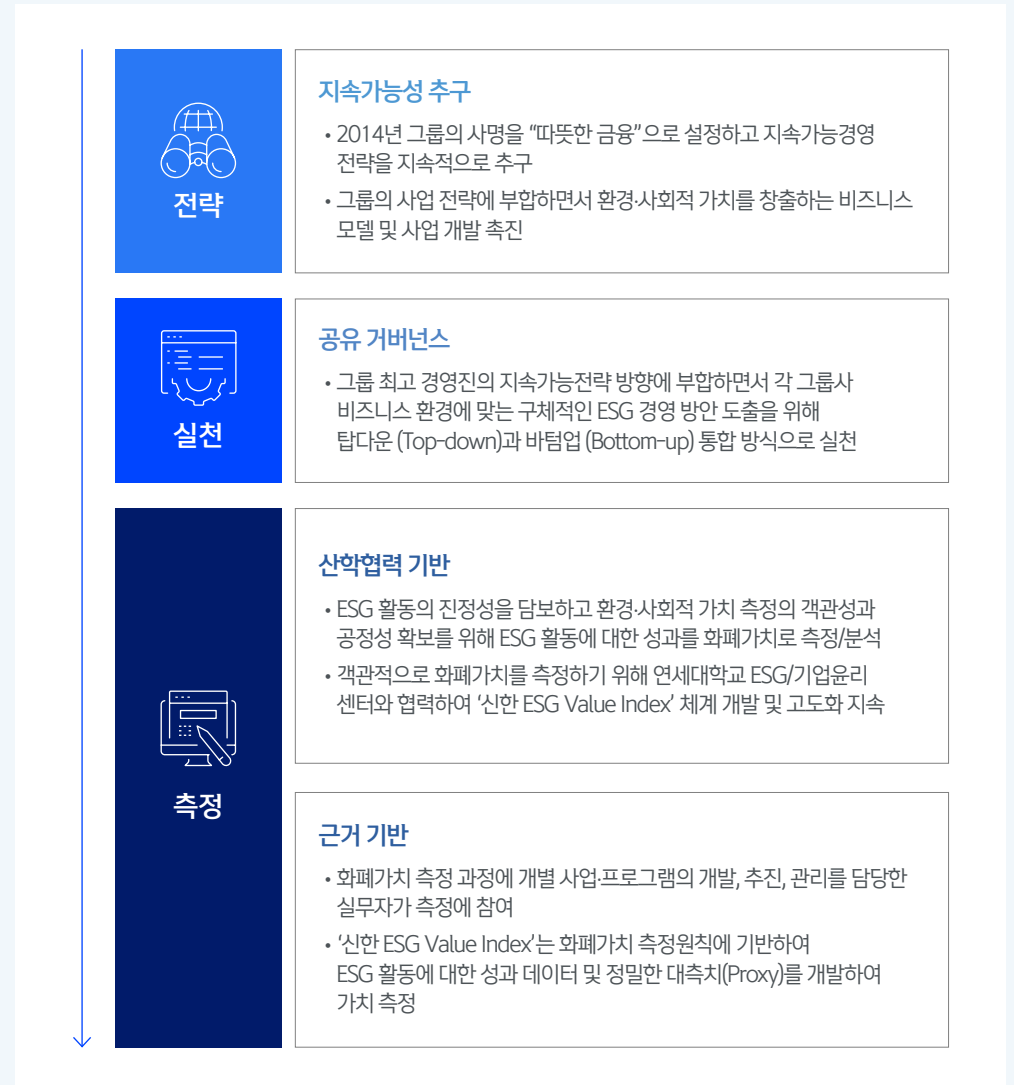 전략
지속가능성 추구
• 2014년 그룹의 사명을 “따뜻한 금융”으로 설정하고 지속가능경영
전략을 지속적으로 추구
• 그룹의 사업 전략에 부합하면서 환경·사회적 가치를 창출하는 비즈니스
모델 및 사업 개발 촉진
실천
공유 거버넌스
• 그룹 최고 경영진의 지속가능전략 방향에 부합하면서 각 그룹사
비즈니스 환경에 맞는 구체적인 ESG 경영 방안 도출을 위해
탑다운 (Top-down)과 바텀업 (Bottom-up) 통합 방식으로 실천
측정
산학협력 기반
• ESG 활동의 진정성을 담보하고 환경·사회적 가치 측정의 객관성과
공정성 확보를 위해 ESG 활동에 대한 성과를 화폐가치로 측정/분석
• 객관적으로 화폐가치를 측정하기 위해 연세대학교 ESG/기업윤리
센터와 협력하여 ‘신한 ESG Value Index’ 체계 개발 및 고도화 지속
근거 기반
• 화폐가치 측정 과정에 개별 사업·프로그램의 개발, 추진, 관리를 담당한
실무자가 측정에 참여
• ‘신한 ESG Value Index’는 화폐가치 측정원칙에 기반하여
ESG 활동에 대한 성과 데이터 및 정밀한 대측치(Proxy)를 개발하여
가치 측정